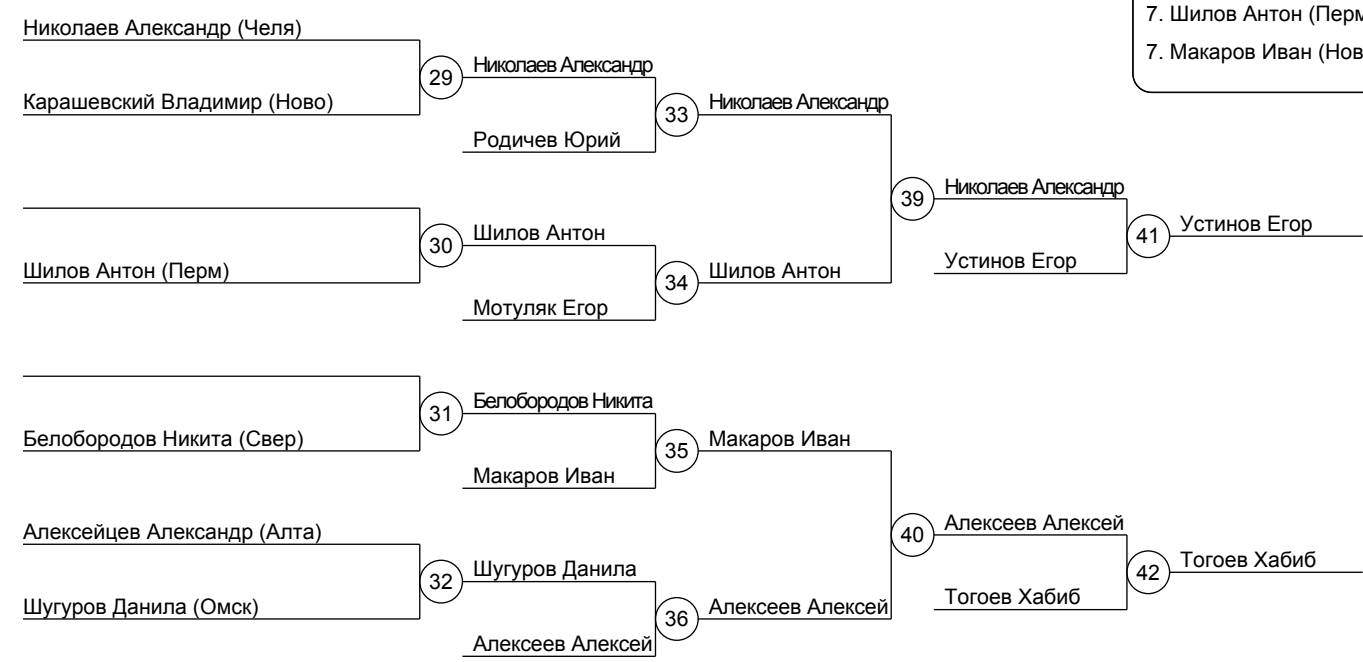 7. Шилов Антон (Перм
7. Макаров Иван (Нов
Николаев Александр (Челя)
29
Николаев Александр
Карашевский Владимир (Ново)
33
Николаев Александр
Родичев Юрий
39
Николаев Александр
30
Шилов Антон
41
Устинов Егор
Шилов Антон (Перм)
34
Шилов Антон
Устинов Егор
Мотуляк Егор
31
Белобородов Никита
Белобородов Никита (Свер)
35
Макаров Иван
Макаров Иван
Алексейцев Александр (Алта)
40
Алексеев Алексей
32
Шугуров Данила
42
Тогоев Хабиб
Шугуров Данила (Омск)
36
Алексеев Алексей
Тогоев Хабиб
Алексеев Алексей